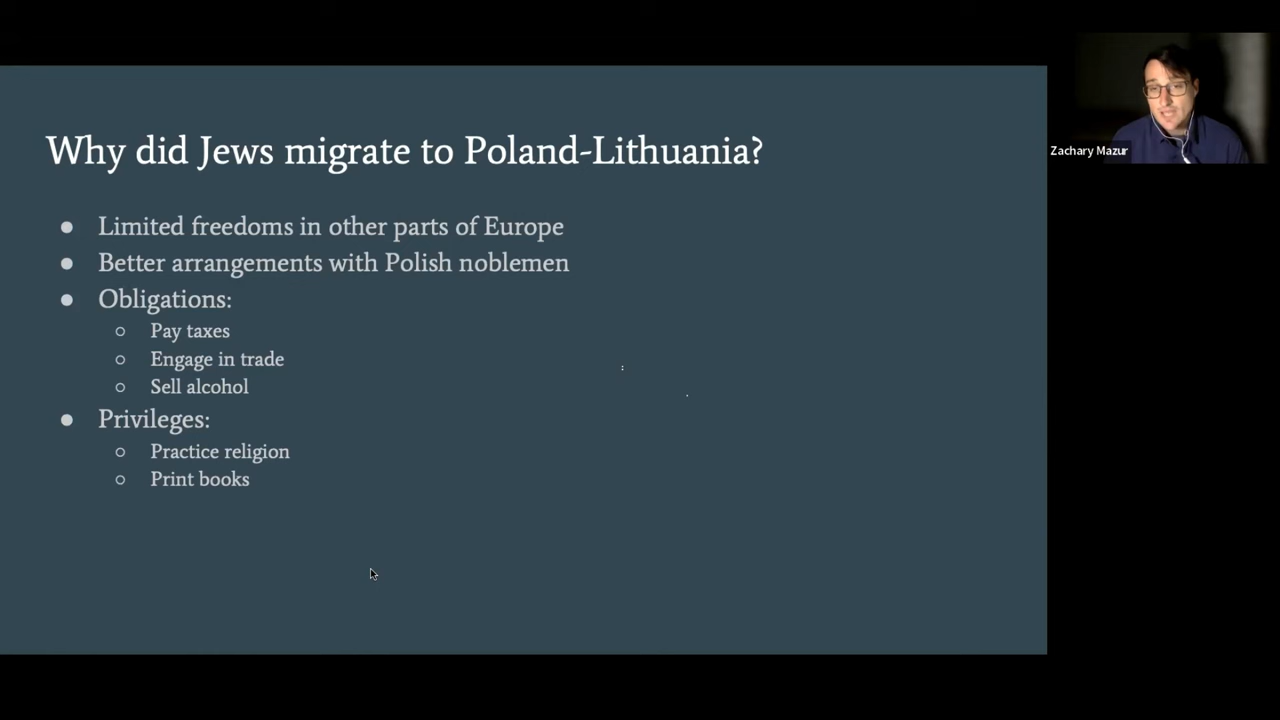 Why did Jews migrate to Poland-Lithuania?
● Limited freedoms in other parts of Europe
● Better arrangements with Polish noblemen
● Obligations:
○ Pay taxes
○ Engage in trade
○ Sell alcohol
● Privileges:
○ Practice religion
○ Print books
Zachary Mazur